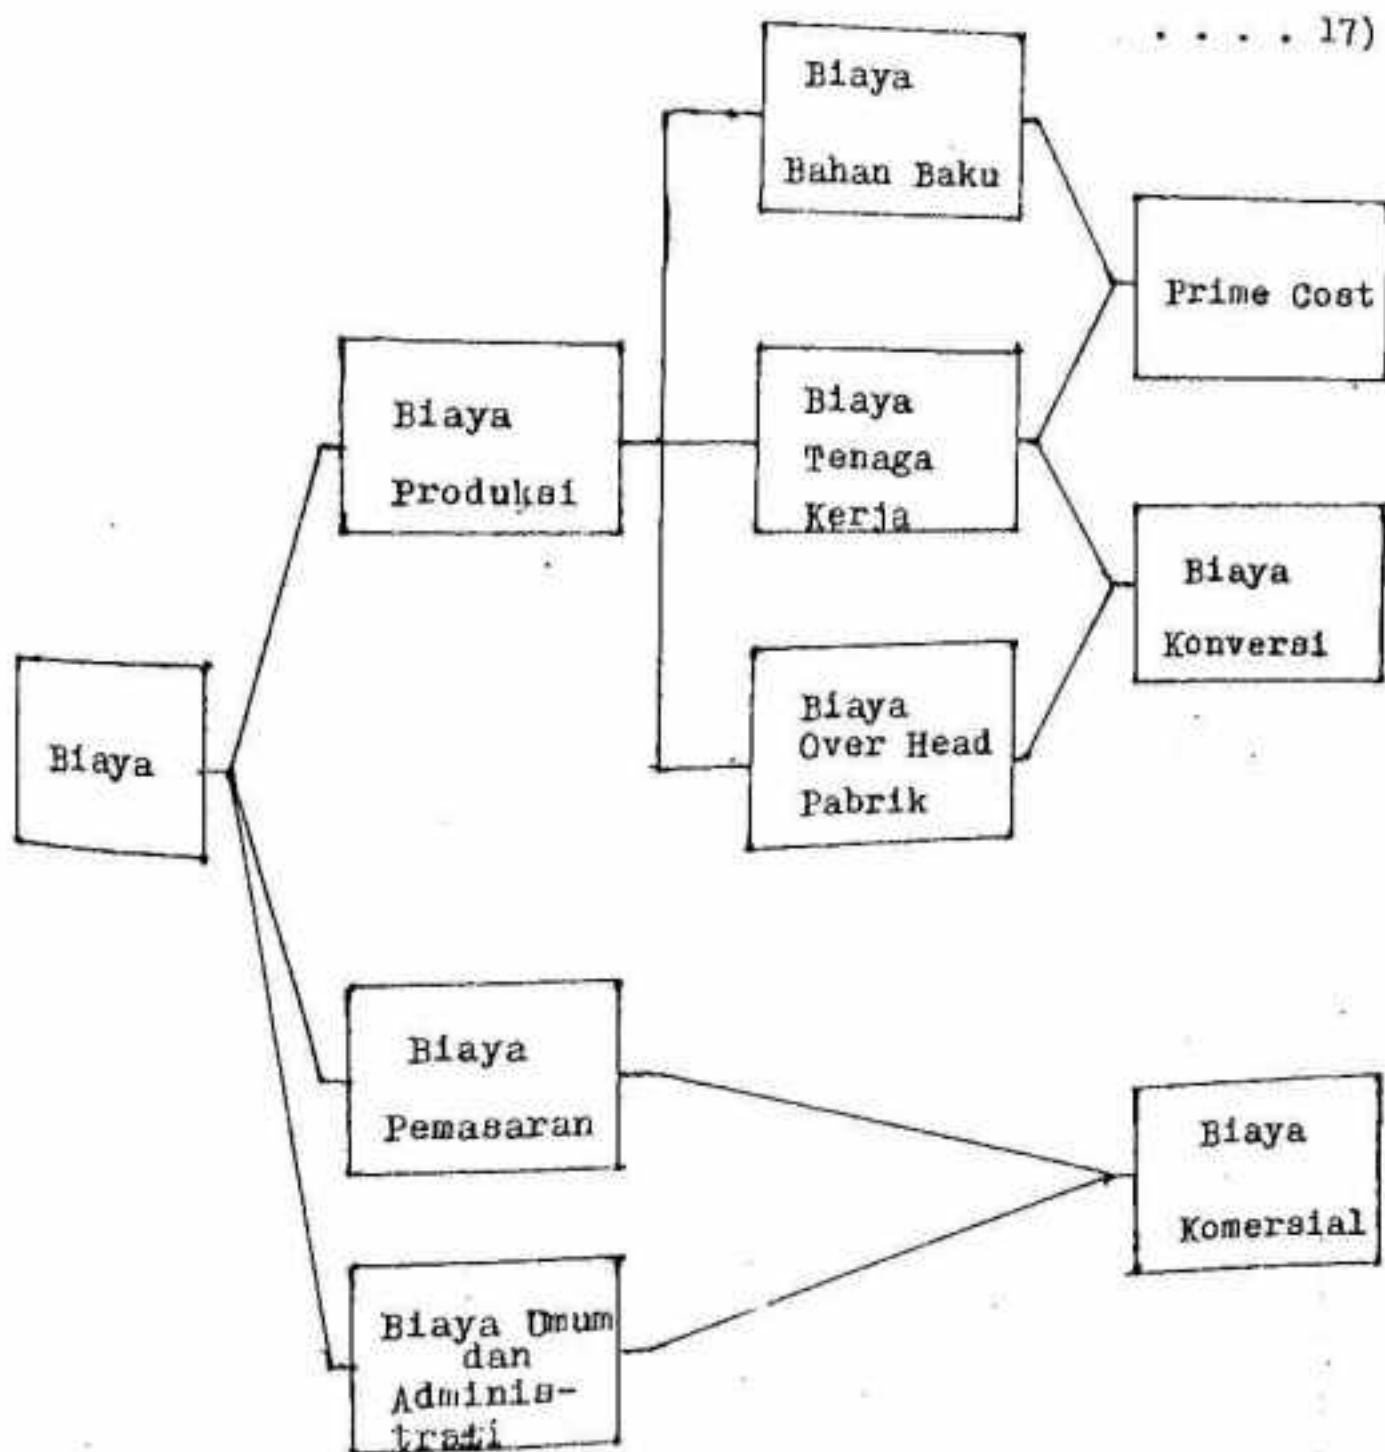 . . . . 17)
Biaya
Bahan Baku
Prime Cost
Biaya
Produksi
Biaya
Tenaga
Kerja
Biaya
Konversi
Biaya
Biaya
Over Head
Pabrik
Biaya
Pemasaran
Biaya
Komersial
Biaya Umum
dan
Adminis-
trasi